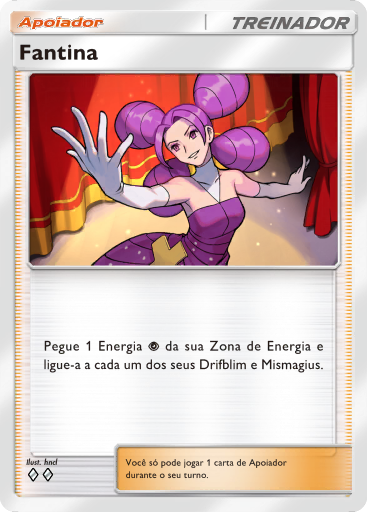 Apoiador
TREINADOR
Fantina
Pegue 1 Energia da sua Zona de Energia e
ligue-a a cada um dos seus Drifblim e Mismagius.
Ilust. hncl
Você só pode jogar 1 carta de Apoiador
durante o seu turno.